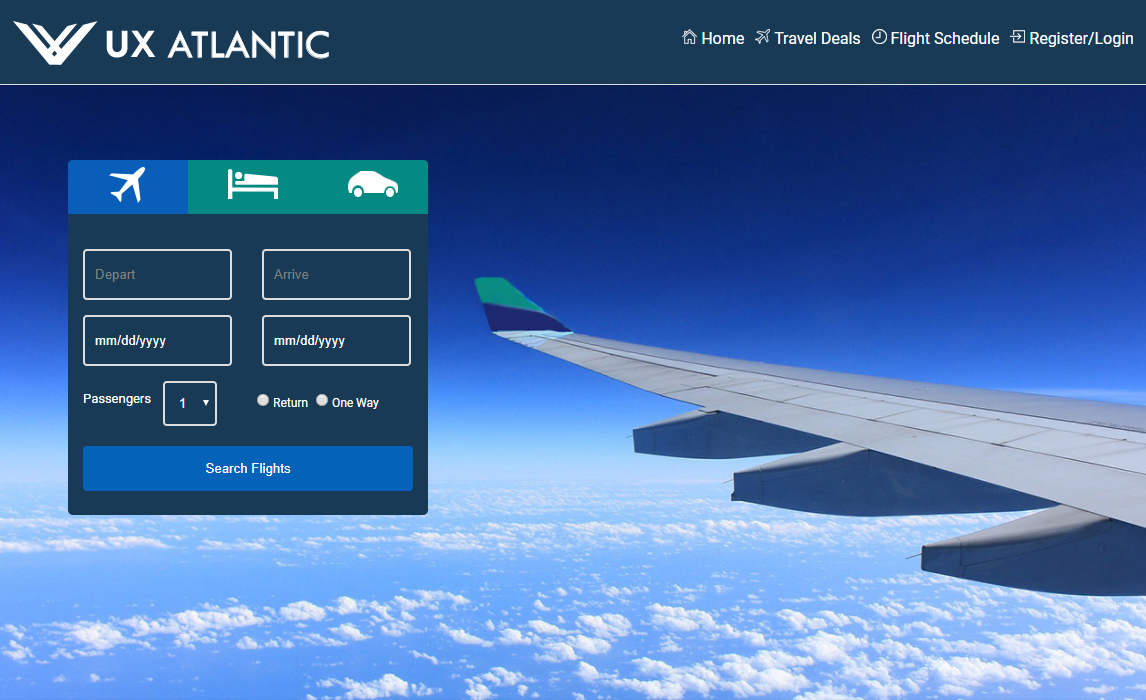 UX ATLANTIC
Home Travel Deals Flight Schedule Register/Login
Depart Arrive
mm/dd/yyyy mm/dd/yyyy
Passengers 1 Return One Way
Search Flights